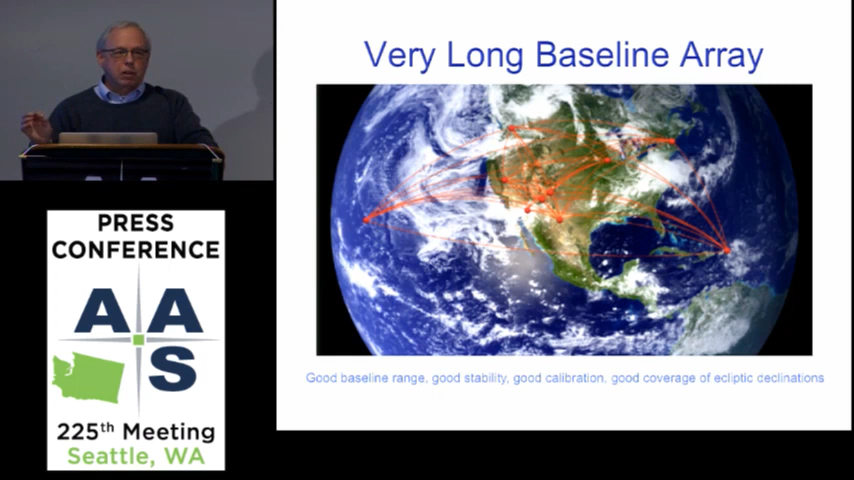 Very Long Baseline Array
Good baseline range, good stability, good calibration, good coverage of ecliptic declinations
PRESS
CONFERENCE
A A
S
225th Meeting
Seattle, WA